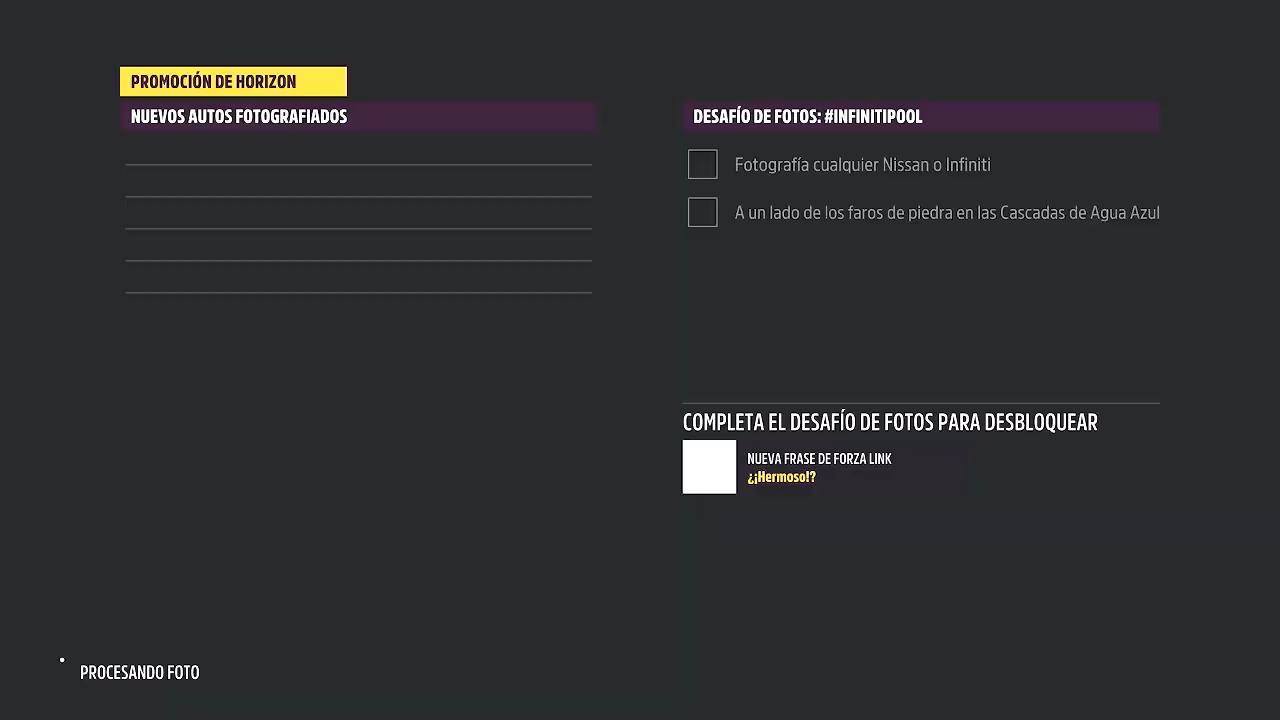 PROMOCIÓN DE HORIZON
NUEVOS AUTOS FOTOGRAFIADOS
DESAFÍO DE FOTOS: #INFINITIPOOL
Fotografía cualquier Nissan o Infiniti
A un lado de los faros de piedra en las Cascadas de Agua Azul
COMPLETA EL DESAFÍO DE FOTOS PARA DESBLOQUEAR
NUEVA FRASE DE FORZA LINK
¿¡Hermoso!?
PROCESANDO FOTO